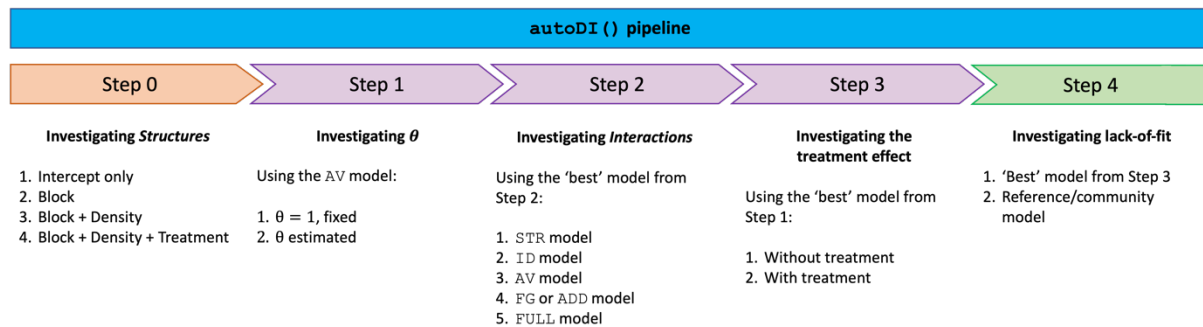 autoDI() pipeline
Step 0
Step 1
Step 2
Step 3
Step 4
Investigating Structures
1. Intercept only
2. Block
3. Block + Density
4. Block + Density + Treatment
Investigating θ
Using the AV model:
1. θ = 1, fixed
2. θ estimated
Investigating Interactions
Using the ‘best’ model from
Step 2:
1. STR model
2. ID model
3. AV model
4. FG or ADD model
5. FULL model
Investigating the
treatment effect
Using the ‘best’ model from
Step 1:
1. Without treatment
2. With treatment
Investigating lack-of-fit
1. ‘Best’ model from Step 3
2. Reference/community
model